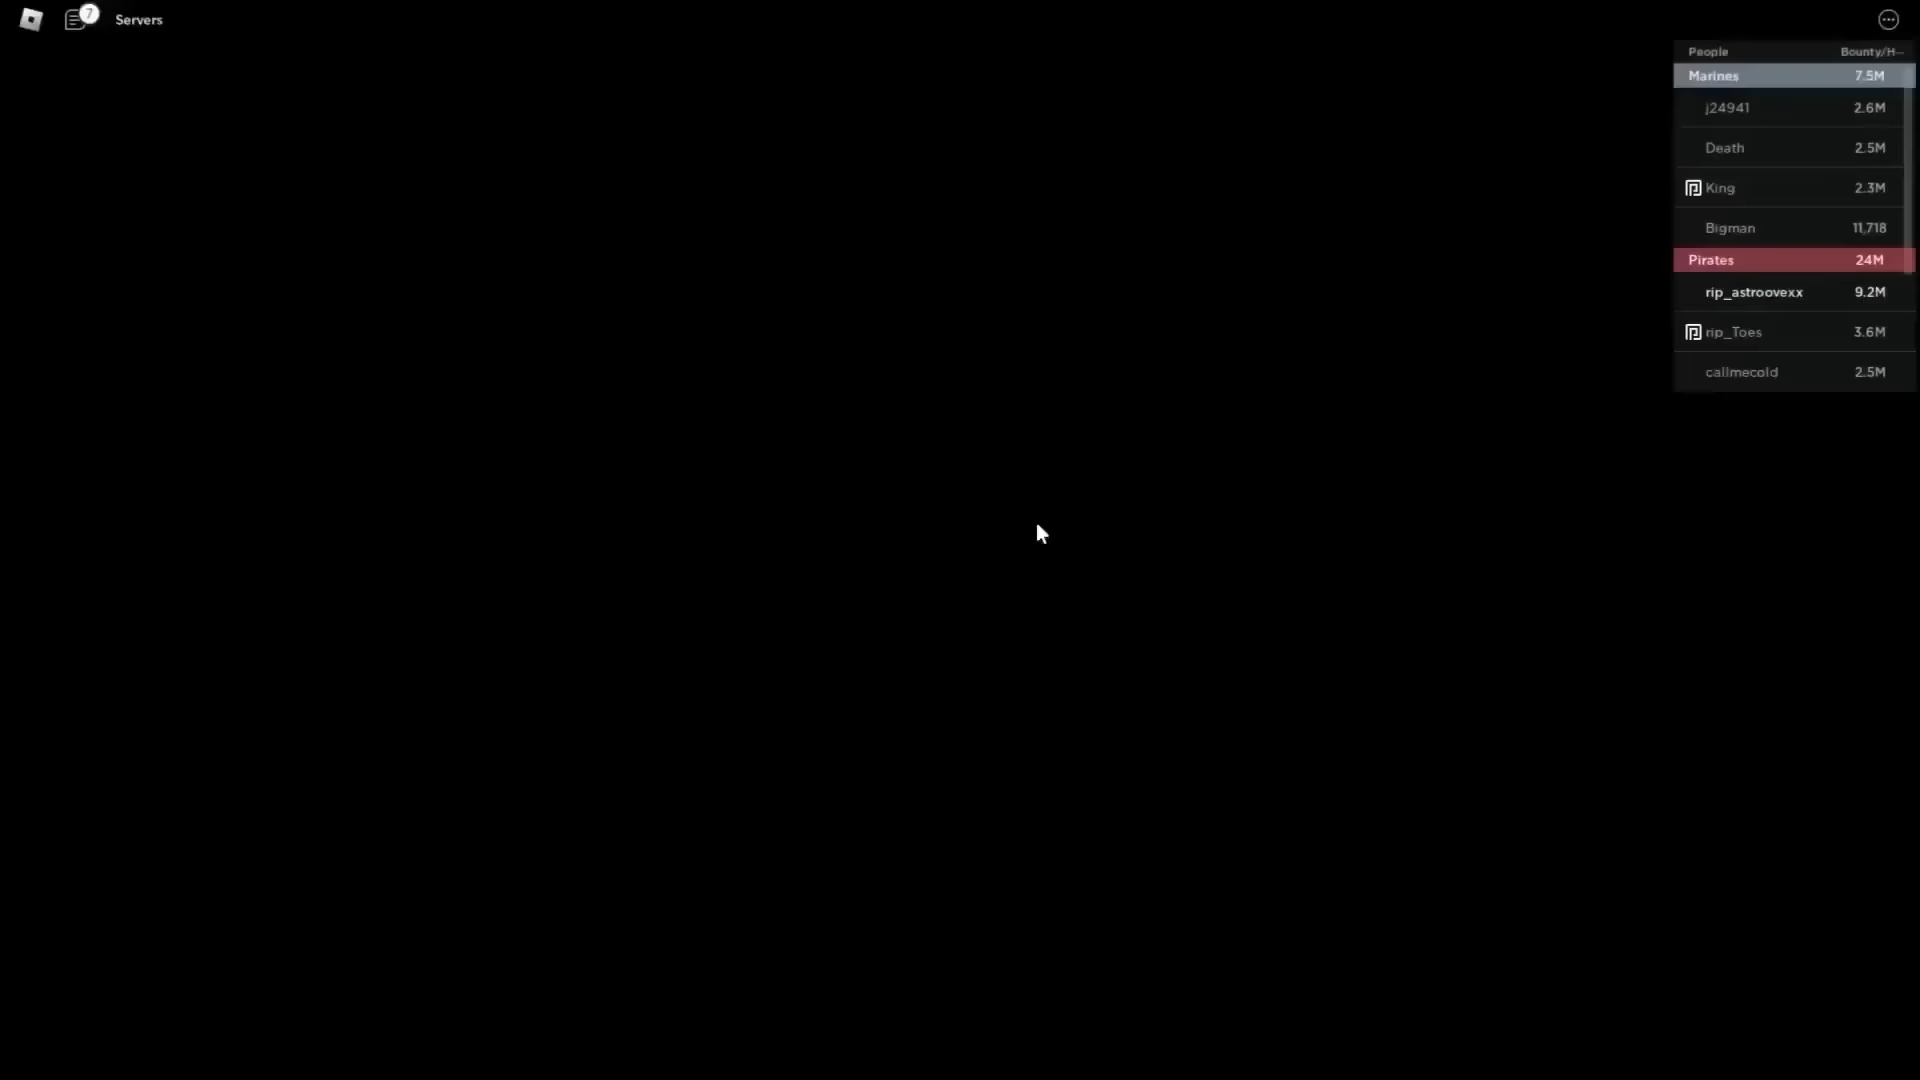 7 Servers
People Bounty/H...
Marines 7.5M
j24941 2.6M
Death 2.5M
King 2.3M
Bigman 11,718
Pirates 24M
rip_astroovexx 9.2M
rip_Toes 3.6M
callmecold 2.5M